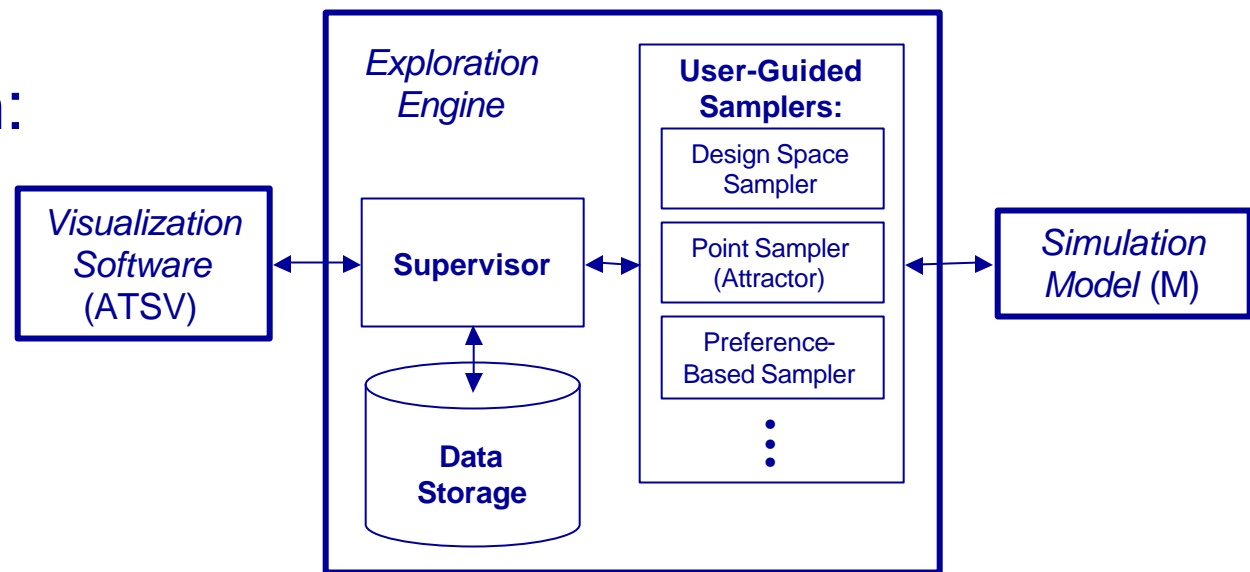 n:
Visualization
Software
(ATSV)
Exploration
Engine
Supervisor
Data
Storage
User-Guided
Samplers:
Design Space
Sampler
Point Sampler
(Attractor)
Preference-
Based Sampler
Simulation
Model (M)